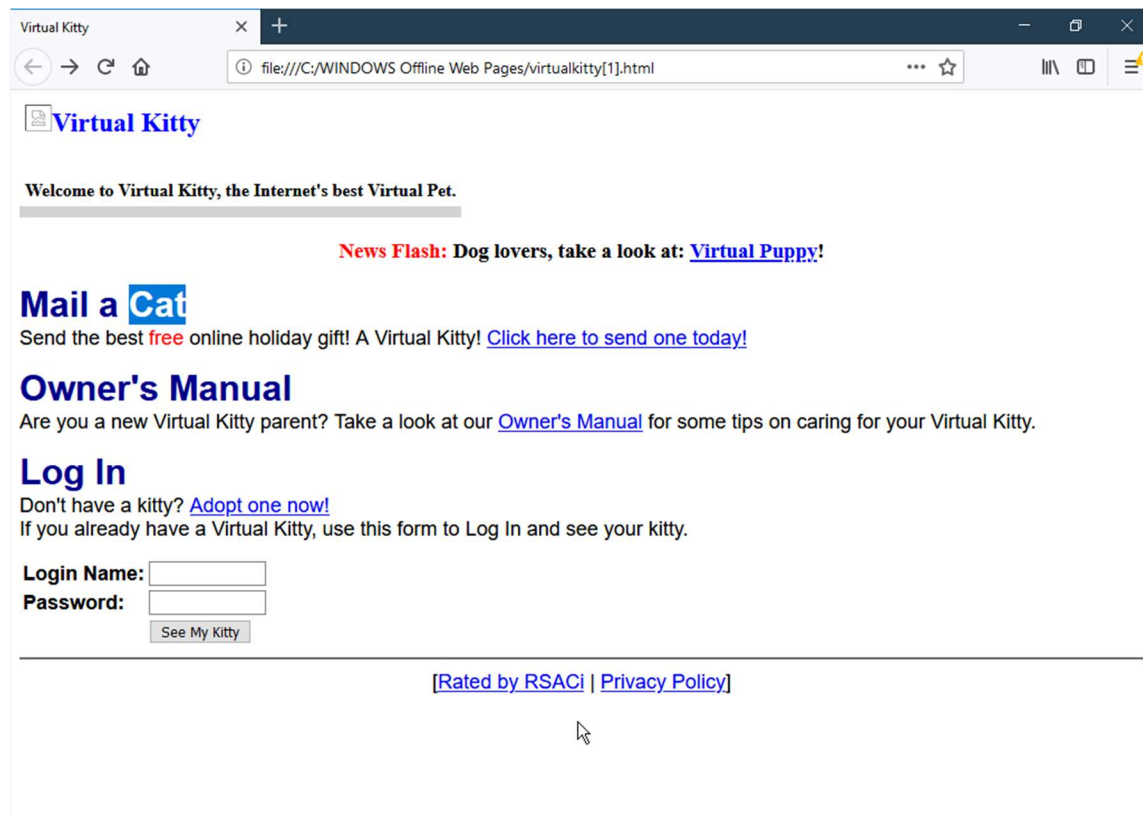 Virtual Kitty
file:///C:/WINDOWS Offline Web Pages/virtualkitty[1].html
Virtual Kitty
Welcome to Virtual Kitty, the Internet's best Virtual Pet.
News Flash: Dog lovers, take a look at: Virtual Puppy!
Mail a Cat
Send the best free online holiday gift! A Virtual Kitty! Click here to send one today!
Owner's Manual
Are you a new Virtual Kitty parent? Take a look at our Owner's Manual for some tips on caring for your Virtual Kitty.
Log In
Don't have a kitty? Adopt one now!
If you already have a Virtual Kitty, use this form to Log In and see your kitty.
Login Name:
Password:
See My Kitty
[Rated by RSACi | Privacy Policy]